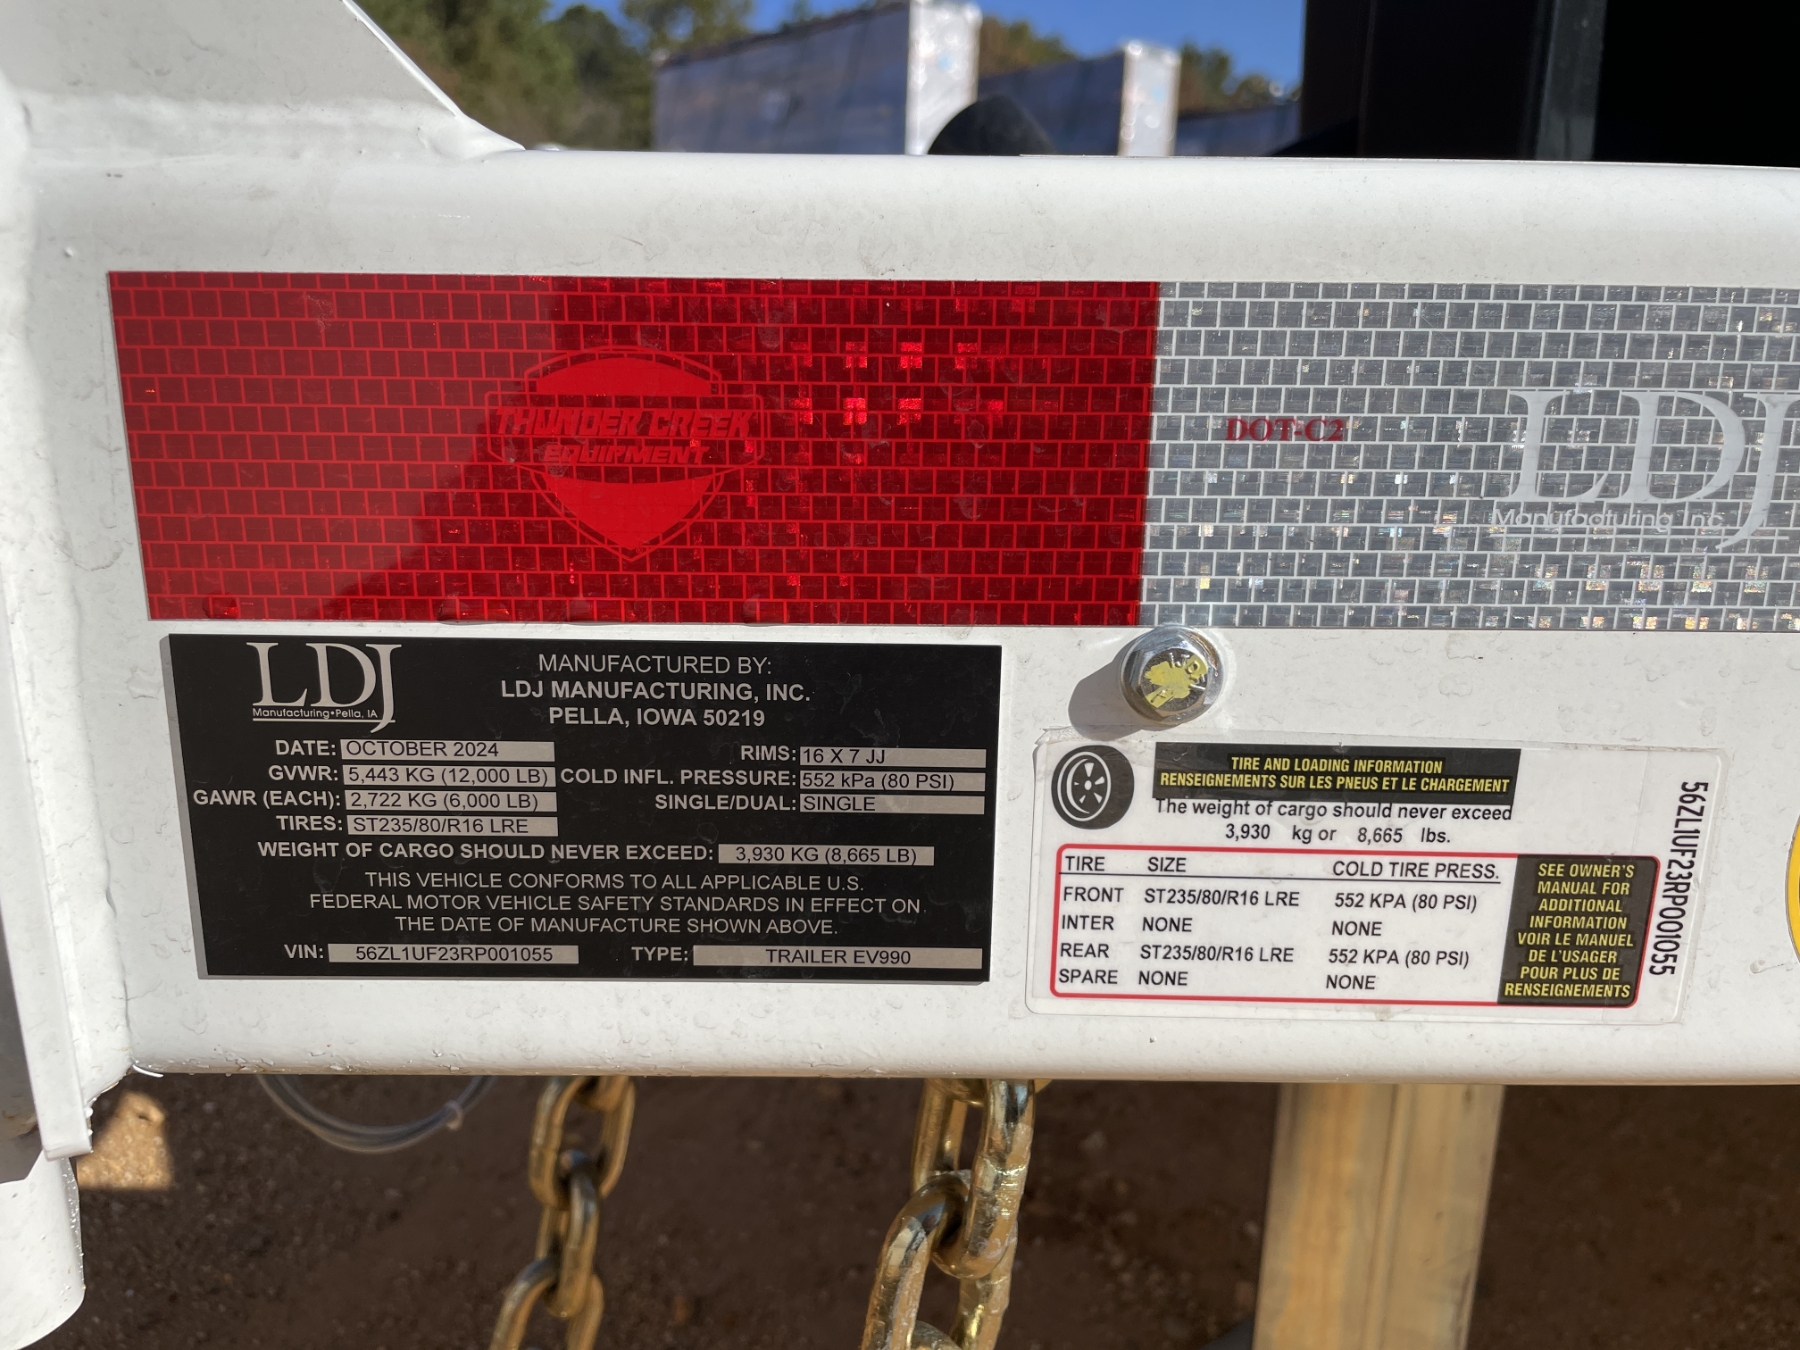 THUNDER CREEK
EQUIPMENT
DOT-C2
LDJ
Manufacturing Inc.
LDJ
Manufacturing•Pella, IA
MANUFACTURED BY:
LDJ MANUFACTURING, INC.
PELLA, IOWA 50219
DATE: OCTOBER 2024
RIMS: 16 X 7 JJ
GVWR: 5,443 KG (12,000 LB) COLD INFL. PRESSURE: 552 kPa (80 PSI)
GAWR (EACH): 2,722 KG (6,000 LB) SINGLE/DUAL: SINGLE
TIRES: ST235/80/R16 LRE
WEIGHT OF CARGO SHOULD NEVER EXCEED: 3,930 KG (8,665 LB)
THIS VEHICLE CONFORMS TO ALL APPLICABLE U.S.
FEDERAL MOTOR VEHICLE SAFETY STANDARDS IN EFFECT ON
THE DATE OF MANUFACTURE SHOWN ABOVE.
VIN: 56ZL1UF23RP001055 TYPE: TRAILER EV990
TIRE AND LOADING INFORMATION
RENSEIGNEMENTS SUR LES PNEUS ET LE CHARGEMENT
The weight of cargo should never exceed
3,930 kg or 8,665 lbs.
TIRE SIZE COLD TIRE PRESS.
FRONT ST235/80/R16 LRE 552 KPA (80 PSI)
INTER NONE NONE
REAR ST235/80/R16 LRE 552 KPA (80 PSI)
SPARE NONE NONE
SEE OWNER'S
MANUAL FOR
ADDITIONAL
INFORMATION
VOIR LE MANUEL
DE L'USAGER
POUR PLUS DE
RENSEIGNEMENTS
56ZL1UF23RP001055